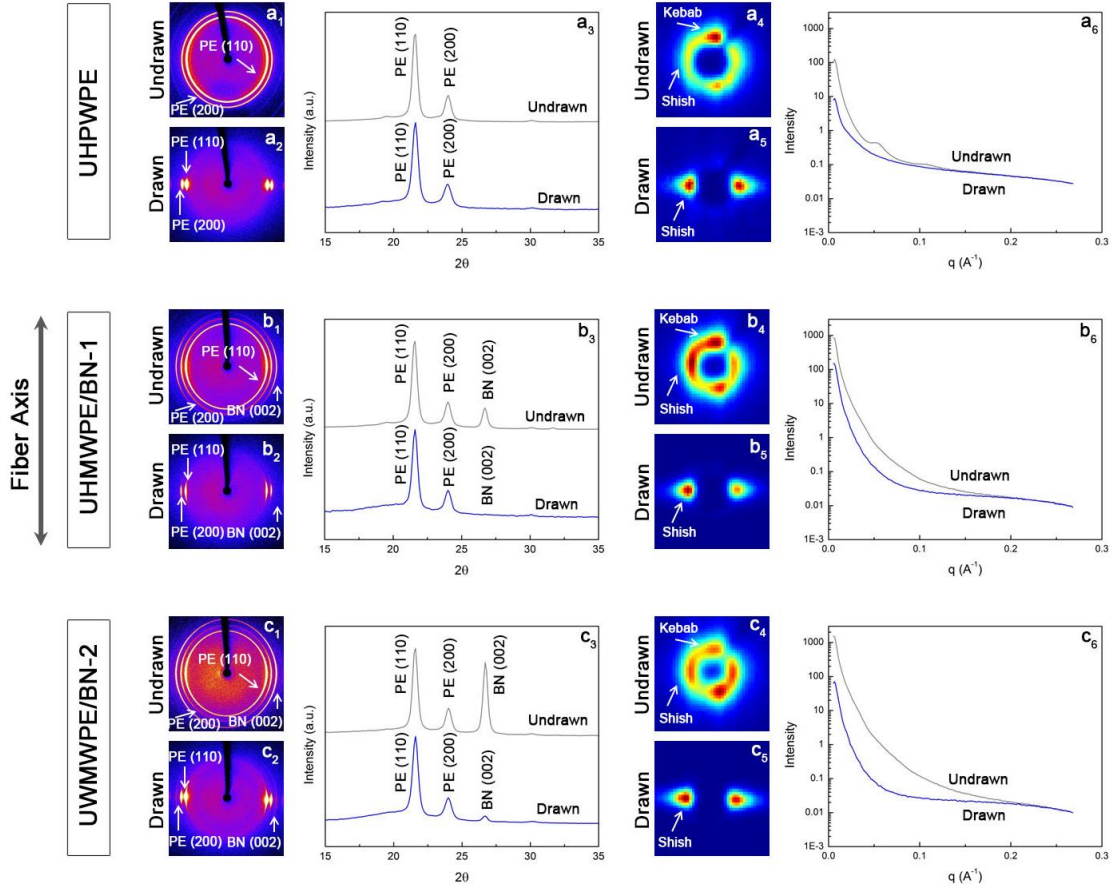 UHPWPE
Undrawn
a1
PE (110)
PE (200)
Drawn
a2
PE (110)
PE (200)
a3
Intensity (a.u.)
PE (110)
PE (200)
Undrawn
PE (110)
PE (200)
Drawn
15 20 25 30 35
2θ
Undrawn
a4
Kebab
Shish
Drawn
a5
Shish
a6
Intensity
1000
100
10
1
0.1
0.01
1E-3
Undrawn
Drawn
0.0 0.1 0.2 0.3
q (A-1)
Fiber Axis
UHMWPE/BN-1
Undrawn
b1
PE (110)
PE (200)
BN (002)
Drawn
b2
PE (110)
PE (200)
BN (002)
b3
Intensity (a.u.)
PE (110)
PE (200)
BN (002)
Undrawn
PE (110)
PE (200)
BN (002)
Drawn
15 20 25 30 35
2θ
Undrawn
b4
Kebab
Shish
Drawn
b5
Shish
b6
Intensity
1000
100
10
1
0.1
0.01
1E-3
Undrawn
Drawn
0.0 0.1 0.2 0.3
q (A-1)
UWMWPE/BN-2
Undrawn
c1
PE (110)
PE (200)
BN (002)
Drawn
c2
PE (110)
PE (200)
BN (002)
c3
Intensity (a.u.)
PE (110)
PE (200)
BN (002)
Undrawn
PE (110)
PE (200)
BN (002)
Drawn
15 20 25 30 35
2θ
Undrawn
c4
Kebab
Shish
Drawn
c5
Shish
c6
Intensity
1000
100
10
1
0.1
0.01
1E-3
Undrawn
Drawn
0.0 0.1 0.2 0.3
q (A-1)